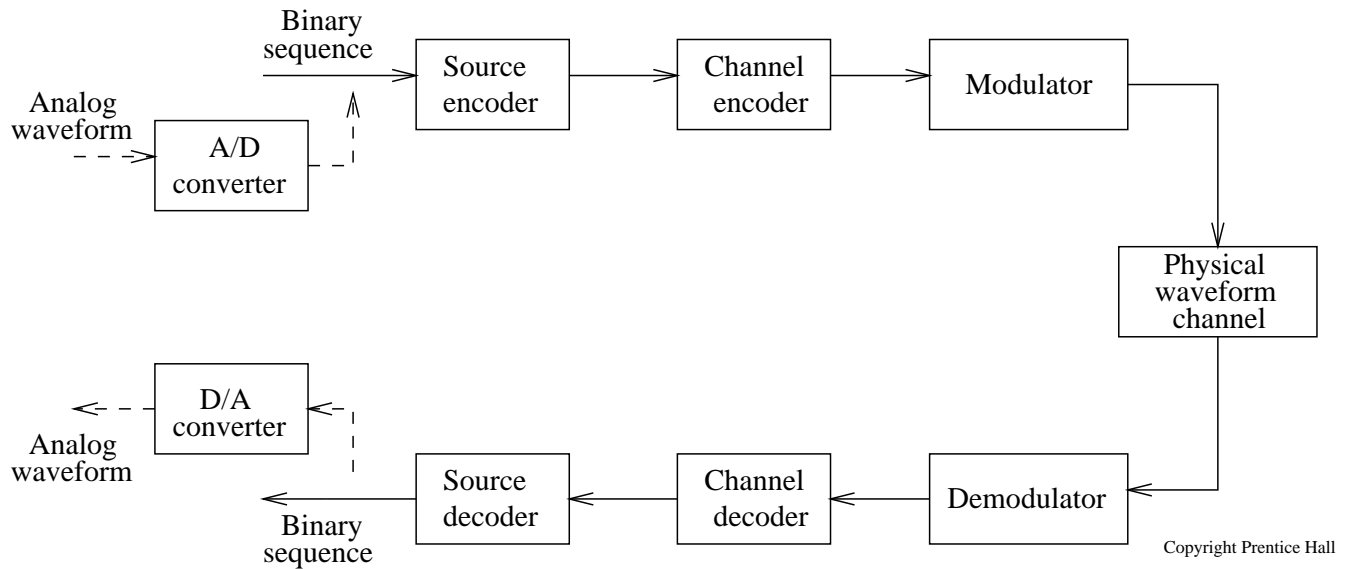 Binary
sequence
Source
encoder
Channel
encoder
Modulator
Analog
waveform
A/D
converter
Physical
waveform
channel
D/A
converter
Analog
waveform
Source
decoder
Channel
decoder
Demodulator
Binary
sequence
Copyright Prentice Hall